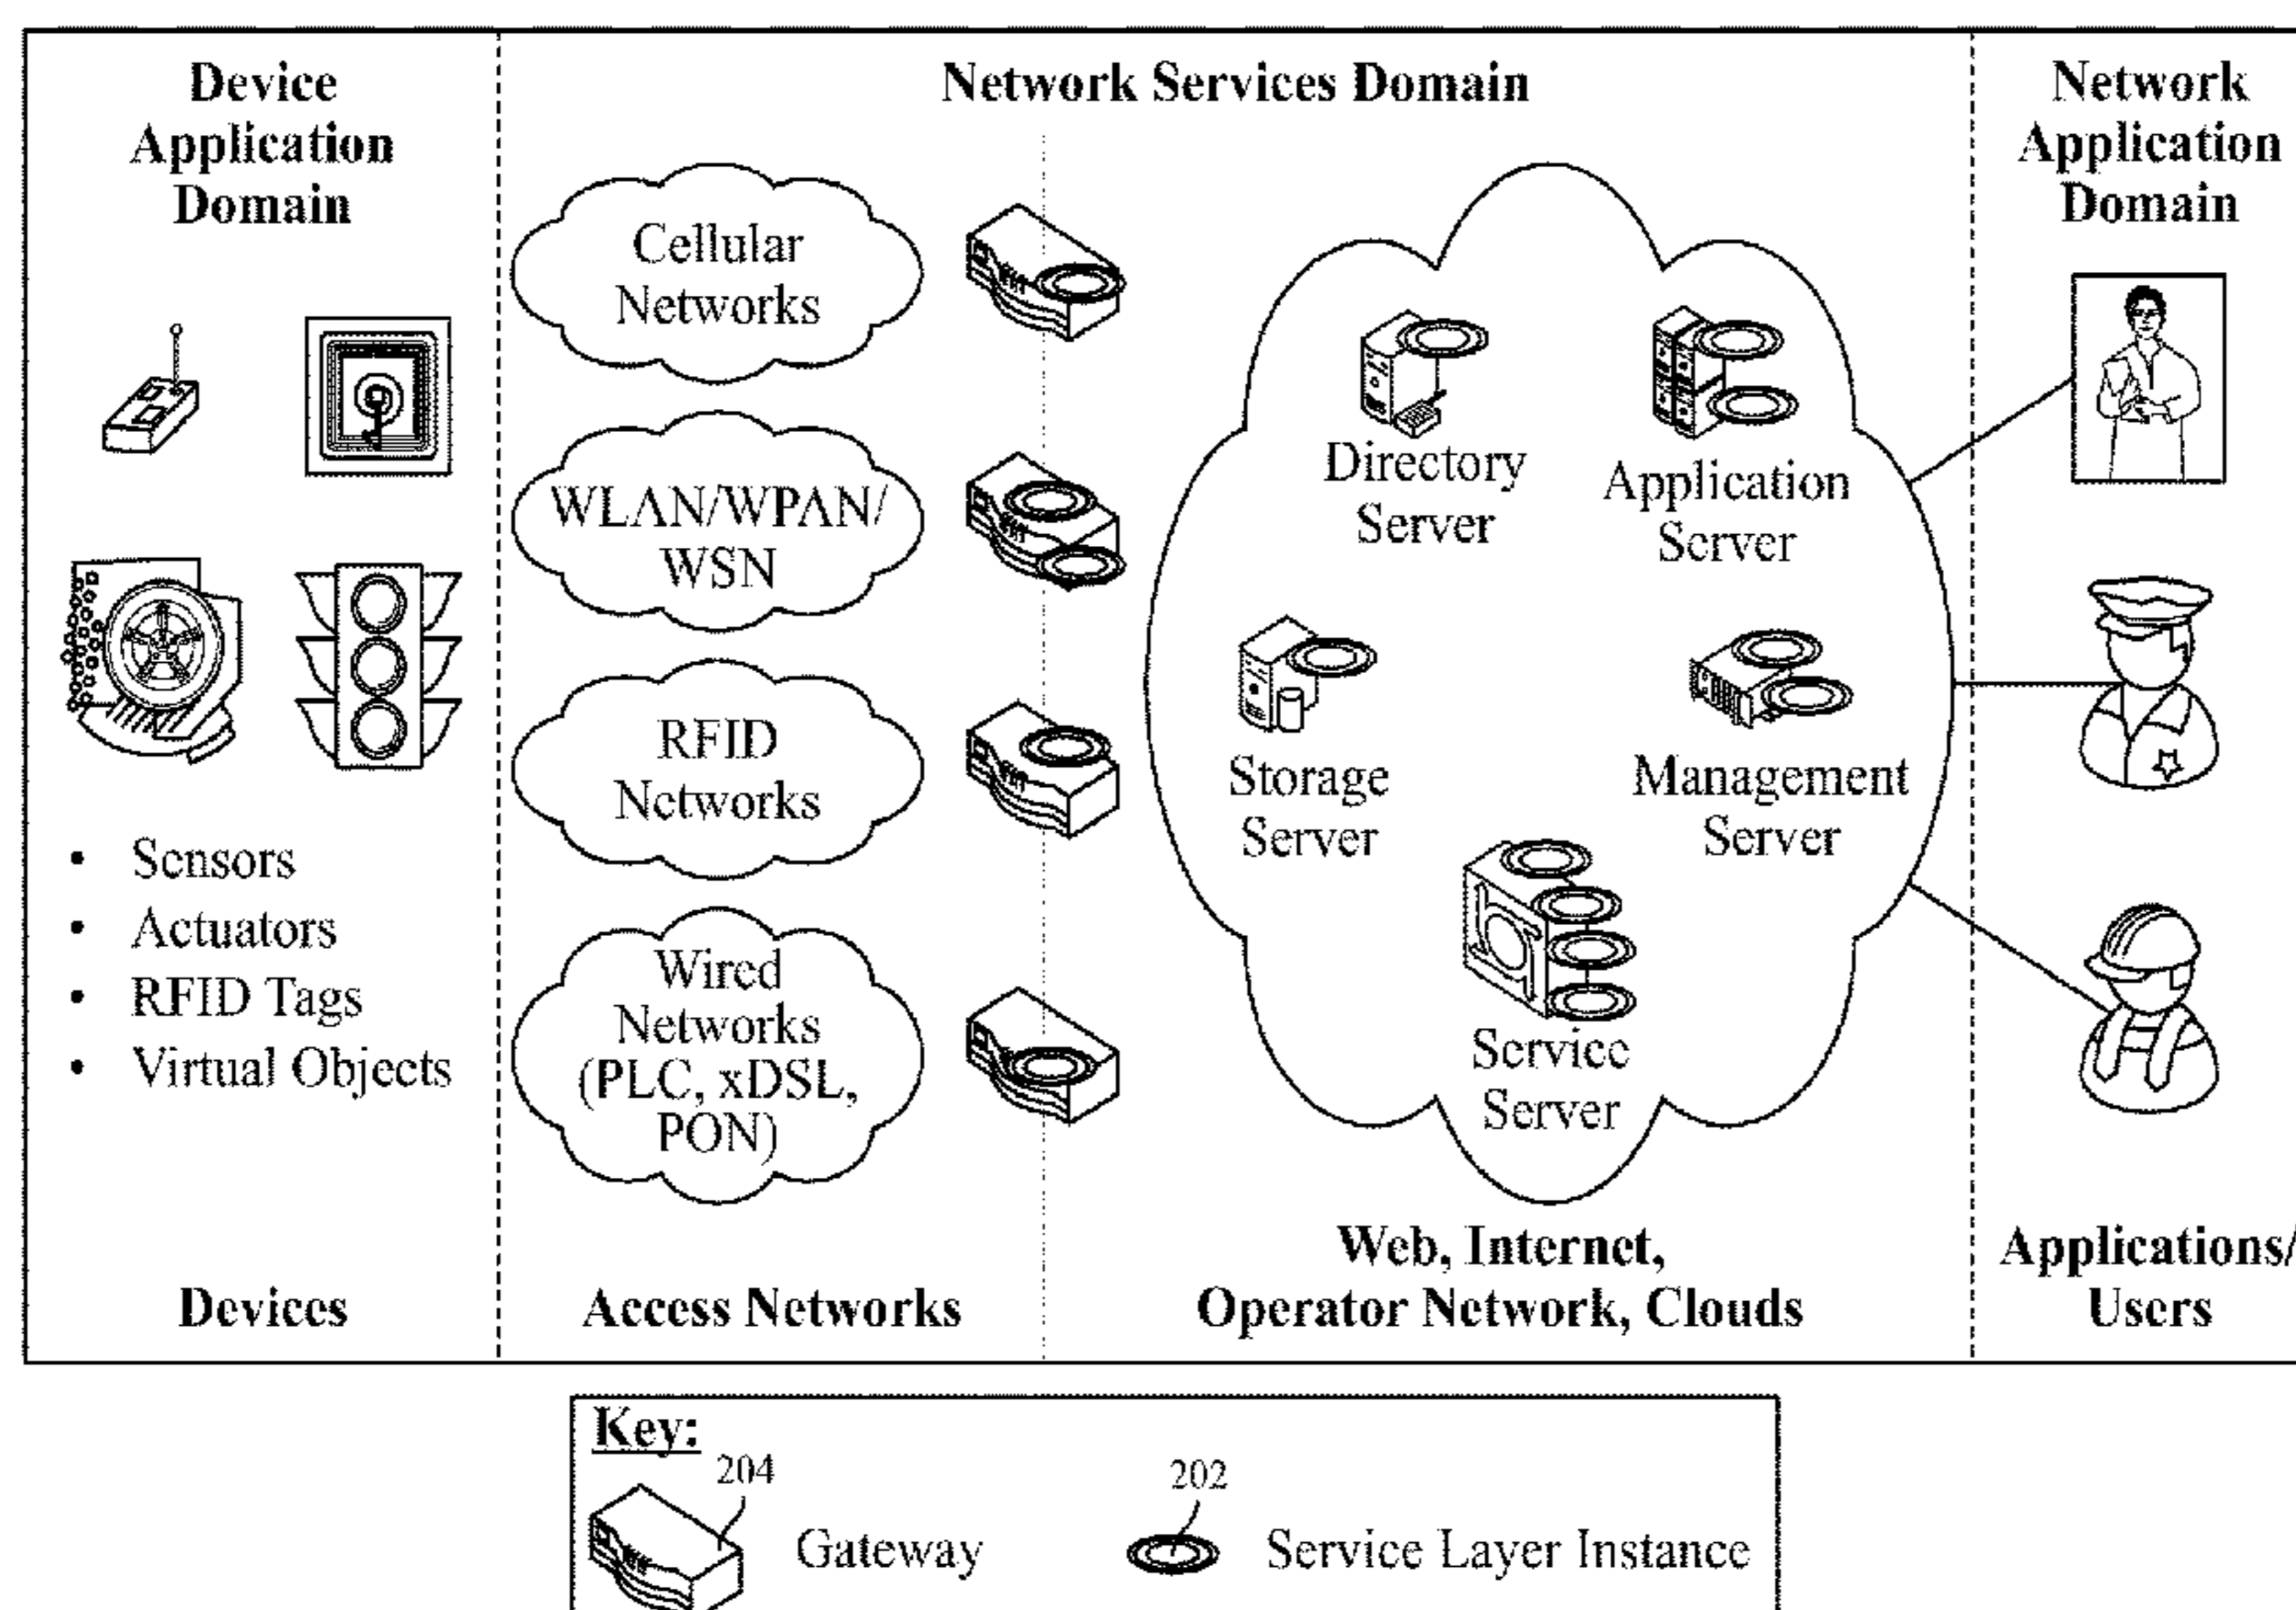 Device
Application
Domain
Network Services Domain
Network
Application
Domain
Cellular
Networks
WLAN/WPAN/
WSN
RFID
Networks
Wired
Networks
(PLC, xDSL,
PON)
Directory
Server
Application
Server
Storage
Server
Management
Server
Service
Server
• Sensors
• Actuators
• RFID Tags
• Virtual Objects
Devices
Access Networks
Web, Internet,
Operator Network, Clouds
Applications/
Users
Key:
204
Gateway
202
Service Layer Instance